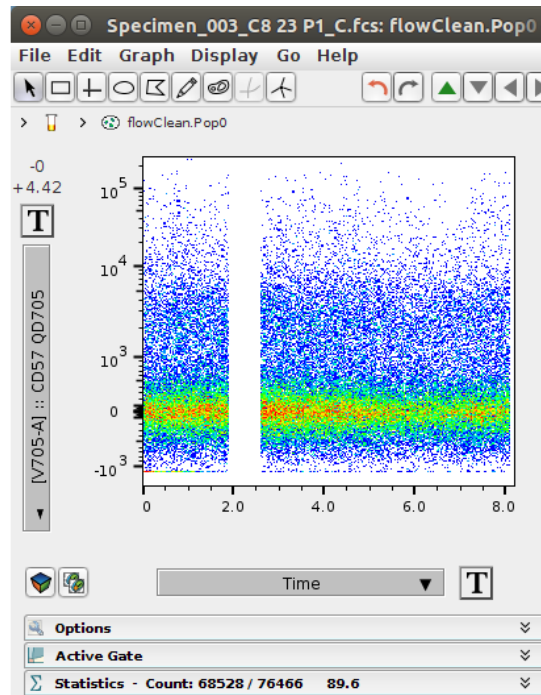 Specimen_003_C8 23 P1_C.fcs: flowClean.Pop0
File Edit Graph Display Go Help
T
> > flowClean.Pop0
-0
+4.42
T
[V705-A] :: CD57 QD705
10^5
10^4
10^3
0
-10^3
0 2.0 4.0 6.0 8.0
Time
T
Options
Active Gate
Σ Statistics - Count: 68528 / 76466 89.6